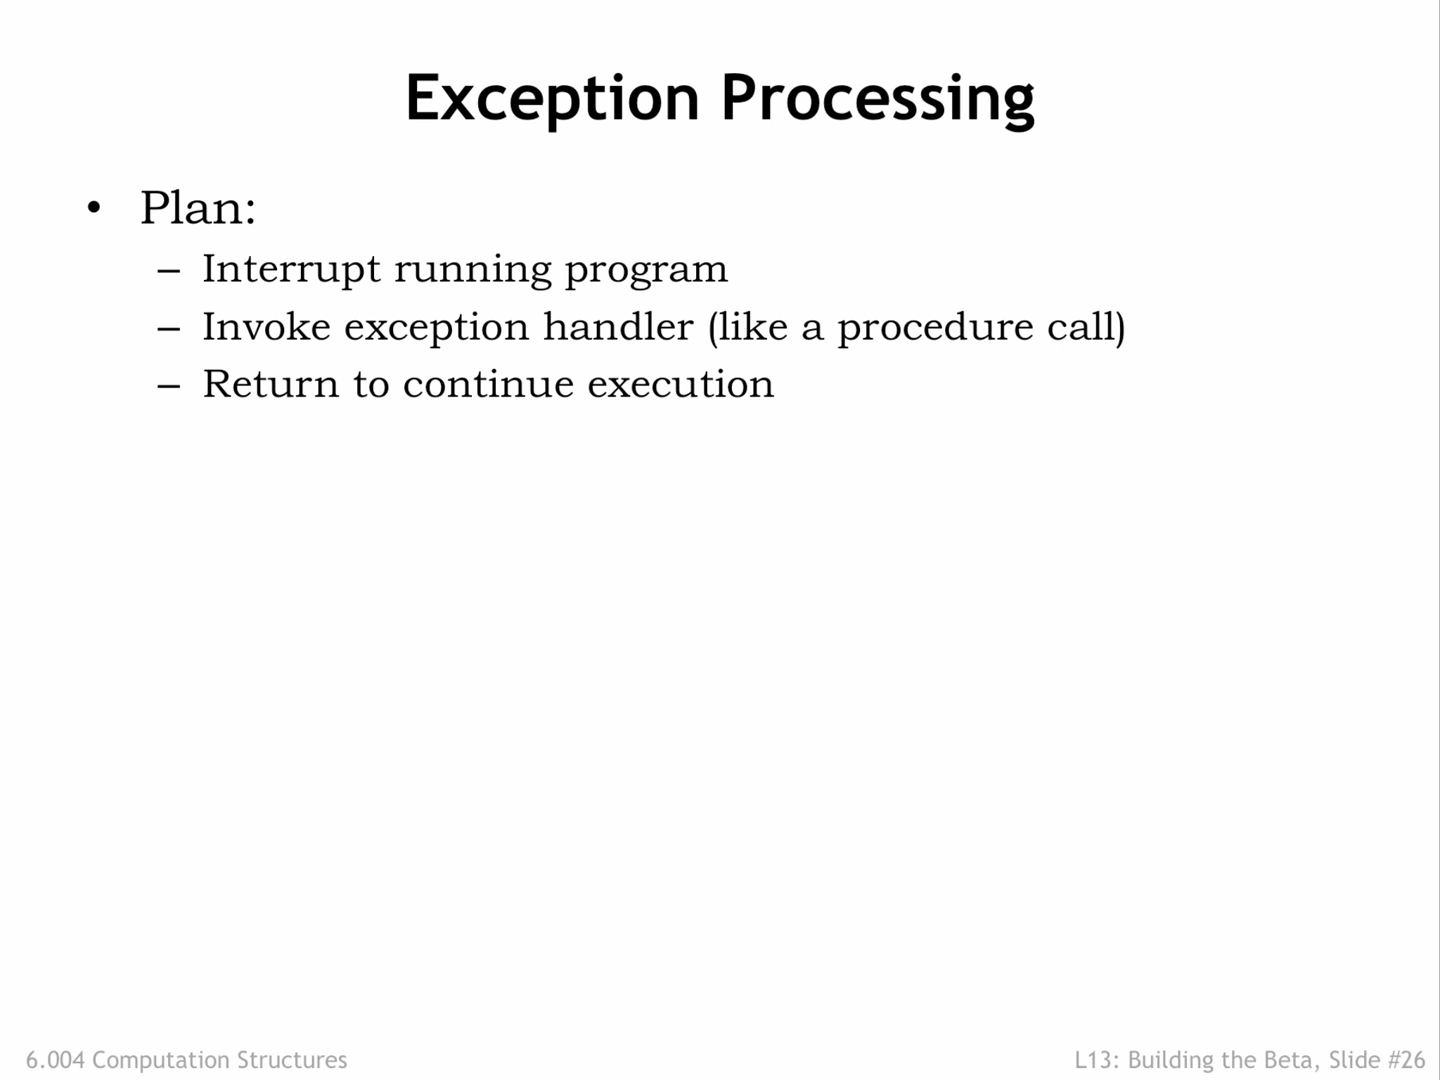 Exception Processing
• Plan:
– Interrupt running program
– Invoke exception handler (like a procedure call)
– Return to continue execution
6.004 Computation Structures
L13: Building the Beta, Slide #26